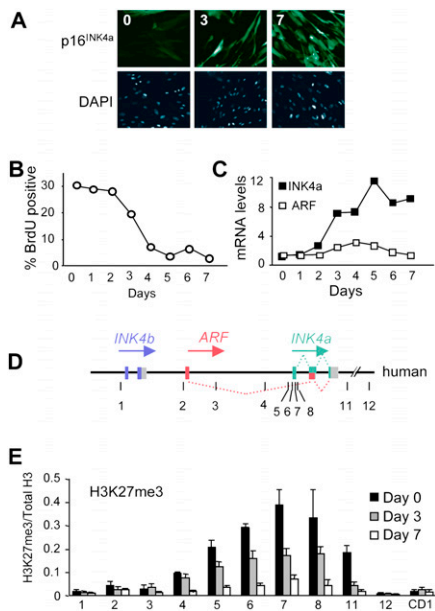 A
p16INK4a
0 3 7
DAPI
B
% BrdU positive
30
20
10
0
0 1 2 3 4 5 6 7
Days
C
mRNA levels
12
8
4
0
INK4a
ARF
0 1 2 3 4 5 6 7
Days
D
INK4b ARF INK4a
human
1 2 3 4 5 6 7 8 11 12
E
H3K27me3
H3K27me3/Total H3
0.5
0.4
0.3
0.2
0.1
0
Day 0
Day 3
Day 7
1 2 3 4 5 6 7 8 11 12 CD1